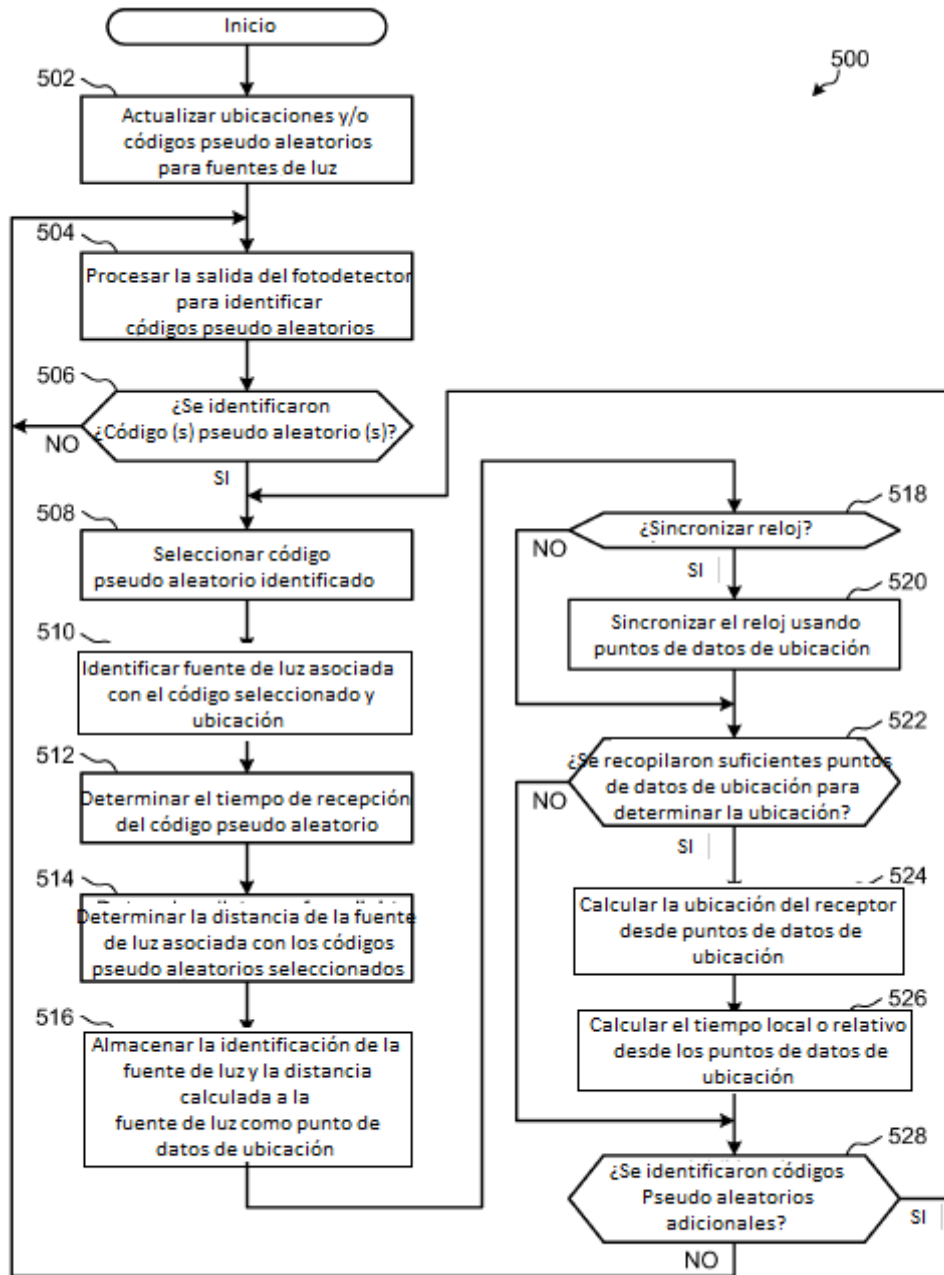 Inicio
500
502
Actualizar ubicaciones y/o
códigos pseudo aleatorios
para fuentes de luz
504
Procesar la salida del fotodetector
para identificar
códigos pseudo aleatorios
506
¿Se identificaron
¿Código (s) pseudo aleatorio (s)?
NO
SI
508
Seleccionar código
pseudo aleatorio identificado
510
Identificar fuente de luz asociada
con el código seleccionado y
ubicación
512
Determinar el tiempo de recepción
del código pseudo aleatorio
514
Determinar la distancia de la fuente
de luz asociada con los códigos
pseudo aleatorios seleccionados
516
Almacenar la identificación de la
fuente de luz y la distancia
calculada a la
fuente de luz como punto de
datos de ubicación
518
¿Sincronizar reloj?
NO
SI
520
Sincronizar el reloj usando
puntos de datos de ubicación
522
¿Se recopilaron suficientes puntos
de datos de ubicación para
determinar la ubicación?
NO
SI
524
Calcular la ubicación del receptor
desde puntos de datos de
ubicación
526
Calcular el tiempo local o relativo
desde los puntos de datos de
ubicación
528
¿Se identificaron códigos
Pseudo aleatorios
adicionales?
SI
NO